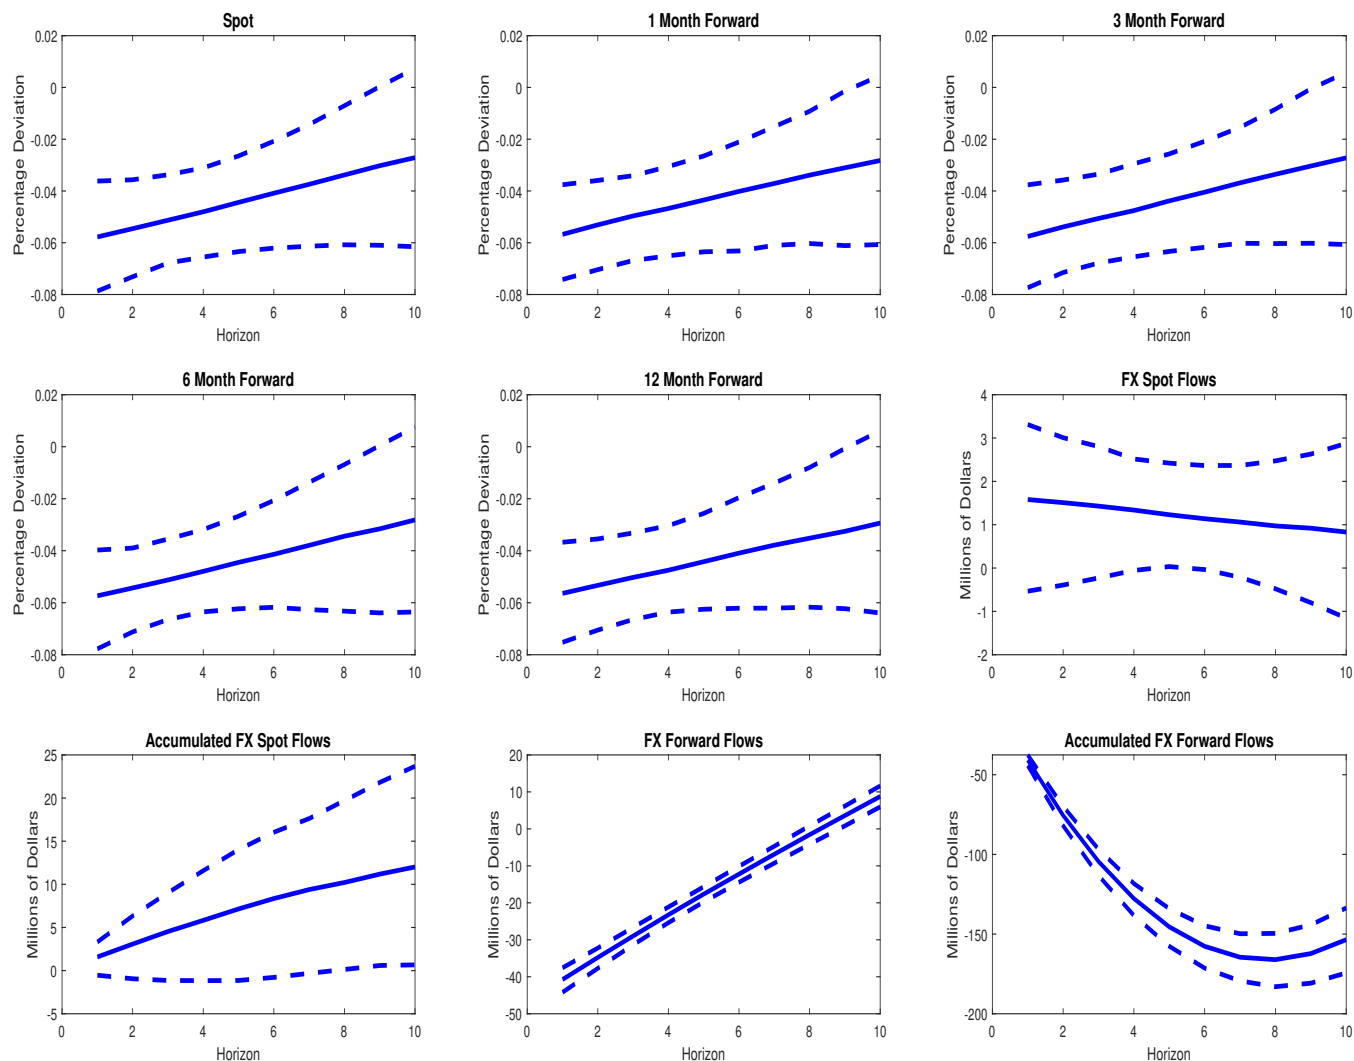 Spot
0.02
0
-0.02
-0.04
-0.06
-0.08
Percentage Deviation
0 2 4 6 8 10
Horizon
1 Month Forward
0.02
0
-0.02
-0.04
-0.06
-0.08
Percentage Deviation
0 2 4 6 8 10
Horizon
3 Month Forward
0.02
0
-0.02
-0.04
-0.06
-0.08
Percentage Deviation
0 2 4 6 8 10
Horizon
6 Month Forward
0.02
0
-0.02
-0.04
-0.06
-0.08
Percentage Deviation
0 2 4 6 8 10
Horizon
12 Month Forward
0.02
0
-0.02
-0.04
-0.06
-0.08
Percentage Deviation
0 2 4 6 8 10
Horizon
FX Spot Flows
4
3
2
1
0
-1
-2
Millions of Dollars
0 2 4 6 8 10
Horizon
Accumulated FX Spot Flows
25
20
15
10
5
0
-5
Millions of Dollars
0 2 4 6 8 10
Horizon
FX Forward Flows
20
10
0
-10
-20
-30
-40
-50
Millions of Dollars
0 2 4 6 8 10
Horizon
Accumulated FX Forward Flows
-50
-100
-150
-200
Millions of Dollars
0 2 4 6 8 10
Horizon